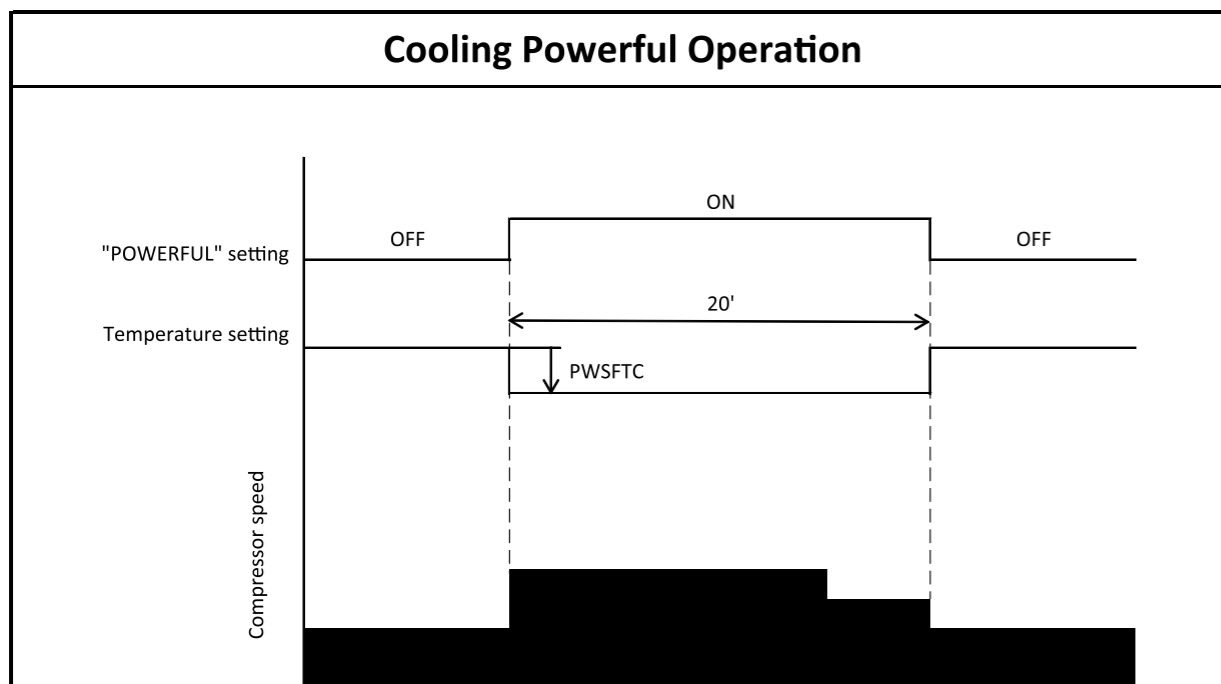 Cooling Powerful Operation
ON
"POWERFUL" setting
OFF
OFF
20'
Temperature setting
PWSFTC
Compressor speed